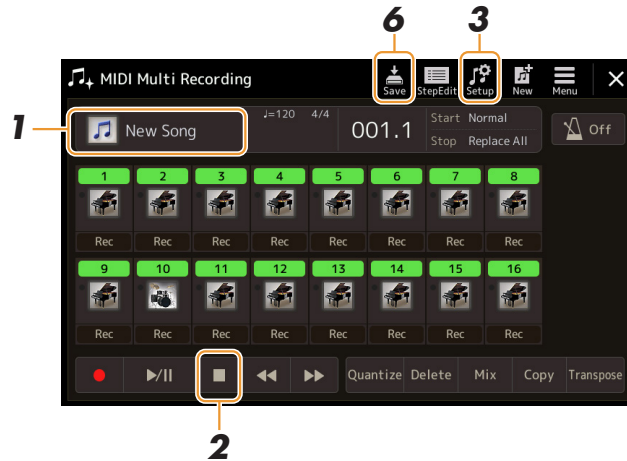 6 3
MIDI Multi Recording
Save StepEdit Setup New Menu
1
New Song
♩=120 4/4
001.1
Start Normal
Stop Replace All
Off
1 2 3 4 5 6 7 8
Rec Rec Rec Rec Rec Rec Rec Rec
9 10 11 12 13 14 15 16
Rec Rec Rec Rec Rec Rec Rec Rec
Quantize Delete Mix Copy Transpose
2